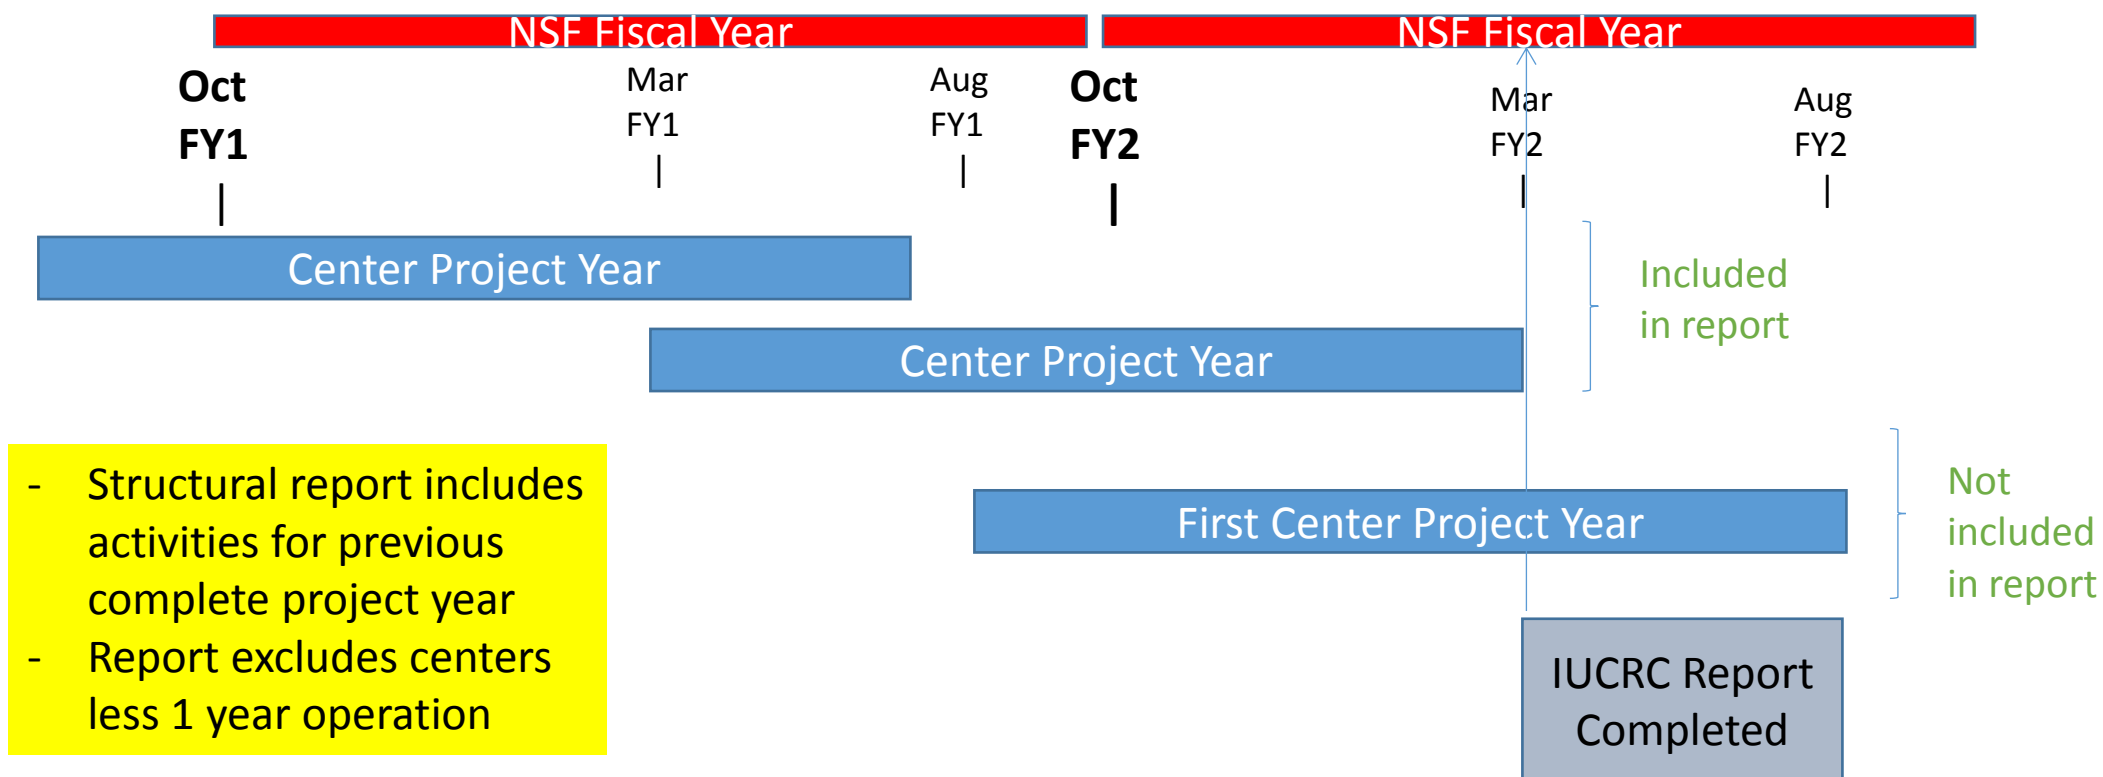 NSF Fiscal Year
NSF Fiscal Year
Oct
FY1
Mar
FY1
Aug
FY1
Oct
FY2
Mar
FY2
Aug
FY2
Center Project Year
Included
in report
Center Project Year
- Structural report includes
activities for previous
complete project year
- Report excludes centers
less 1 year operation
First Center Project Year
Not
included
in report
IUCRC Report
Completed